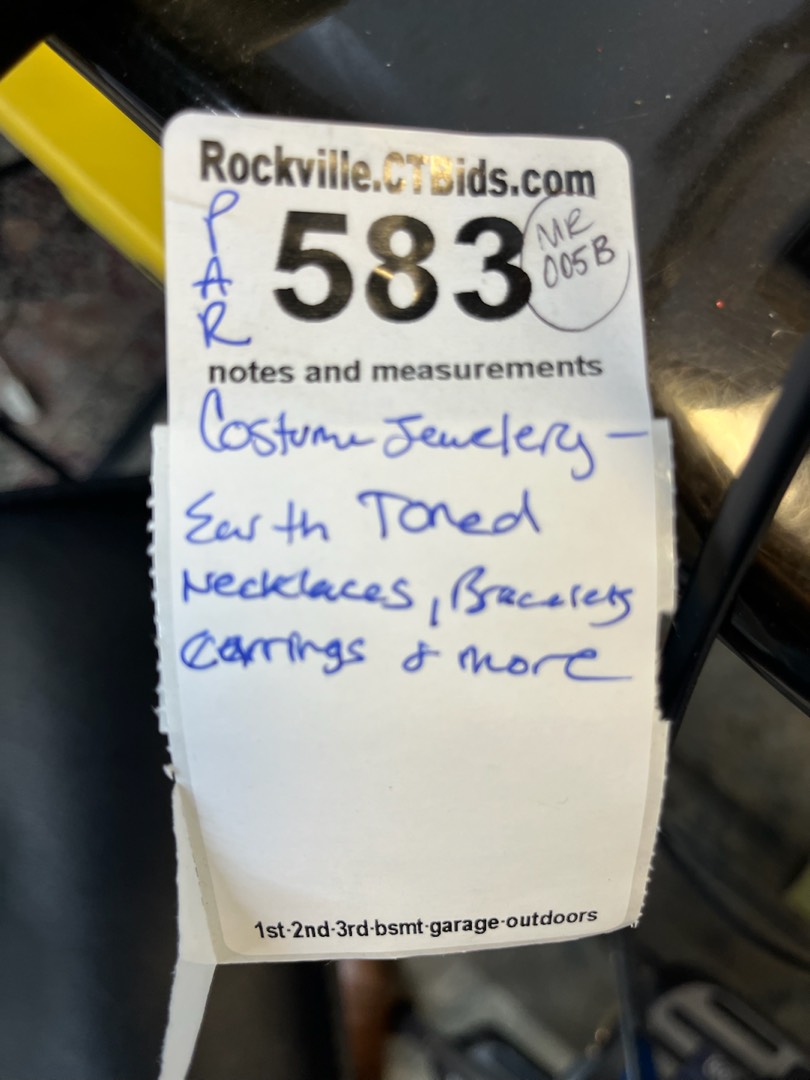 Rockville.CTBids.com
PAR
583
MR
005B
notes and measurements
Costume Jewelery -
Earth Toned
Necklaces, Bracelets
Earrings & more
1st-2nd-3rd-bsmt-garage-outdoors